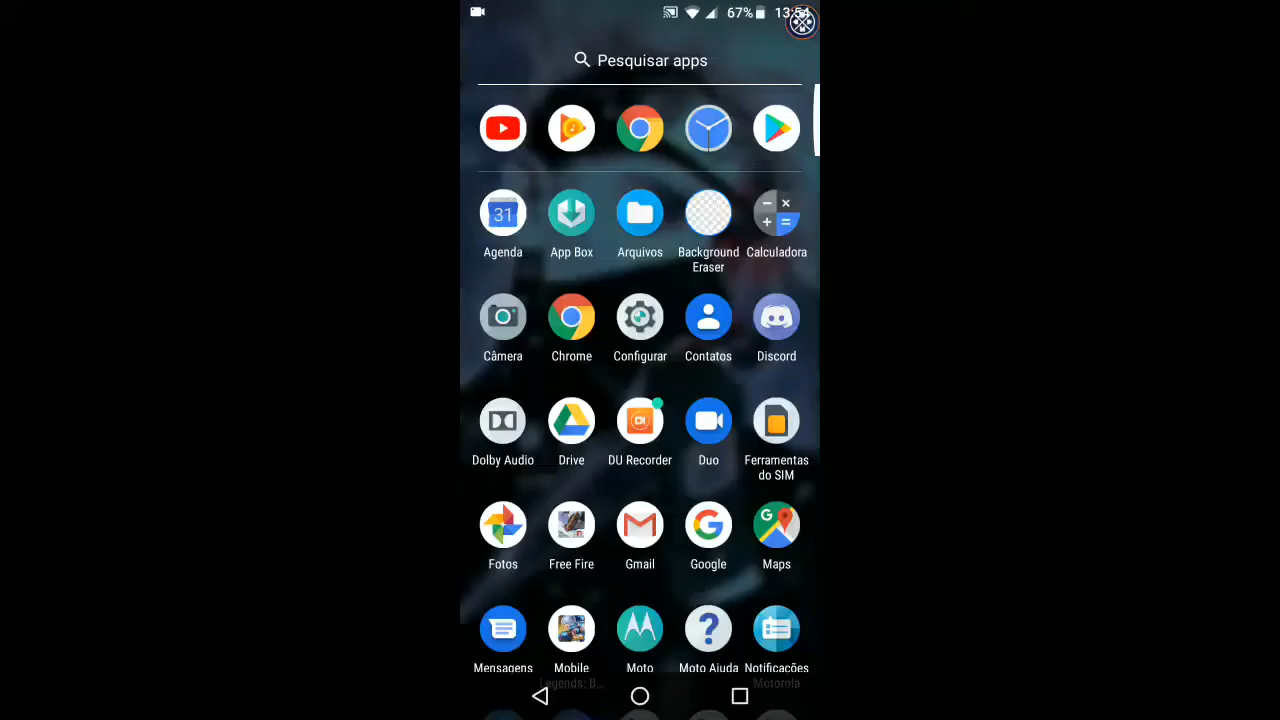 67% 13:54
Pesquisar apps
31
Agenda App Box Arquivos Background Eraser Calculadora
Câmera Chrome Configurar Contatos Discord
Dolby Audio Drive DU Recorder Duo Ferramentas do SIM
Fotos Free Fire Gmail Google Maps
Mensagens Mobile Legends: B... Moto Moto Ajuda Notificações Motorola